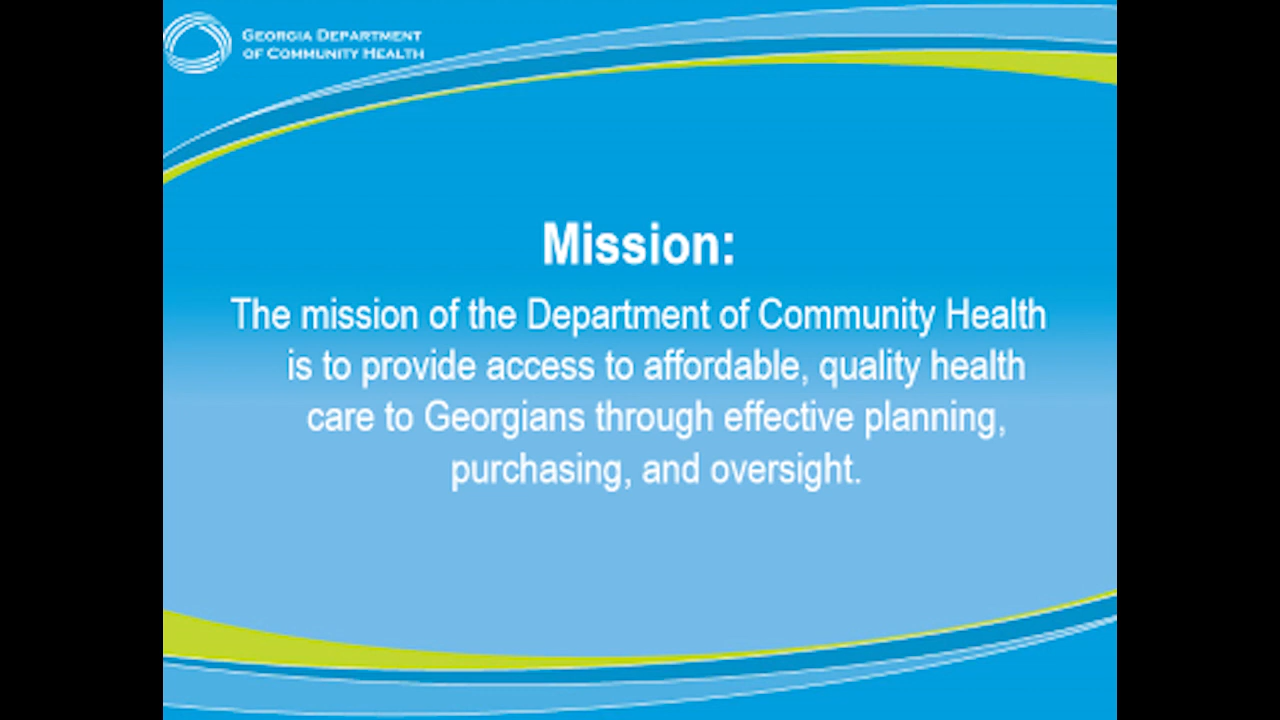 GEORGIA DEPARTMENT
OF COMMUNITY HEALTH
Mission:
The mission of the Department of Community Health
is to provide access to affordable, quality health
care to Georgians through effective planning,
purchasing, and oversight.